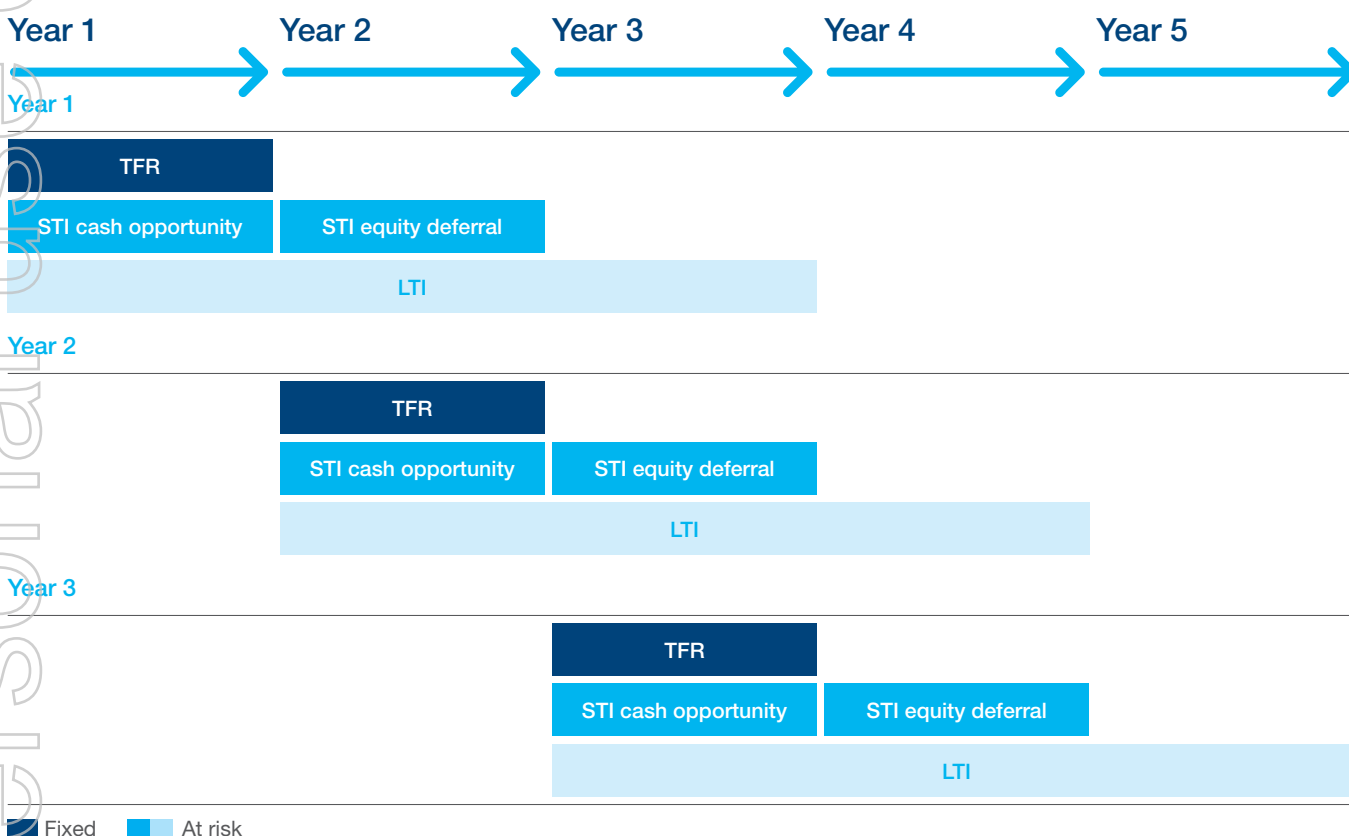 Year 1 Year 2 Year 3 Year 4 Year 5
Year 1
TFR
STI cash opportunity STI equity deferral
LTI
Year 2
TFR
STI cash opportunity STI equity deferral
LTI
Year 3
TFR
STI cash opportunity STI equity deferral
LTI
Fixed At risk